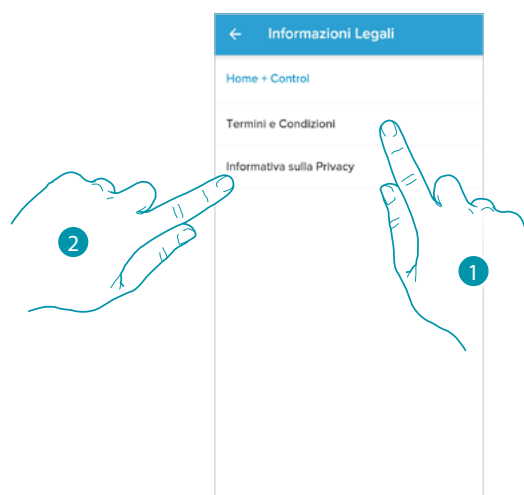 Informazioni Legali
Home + Control
Termini e Condizioni
Informativa sulla Privacy
2
1